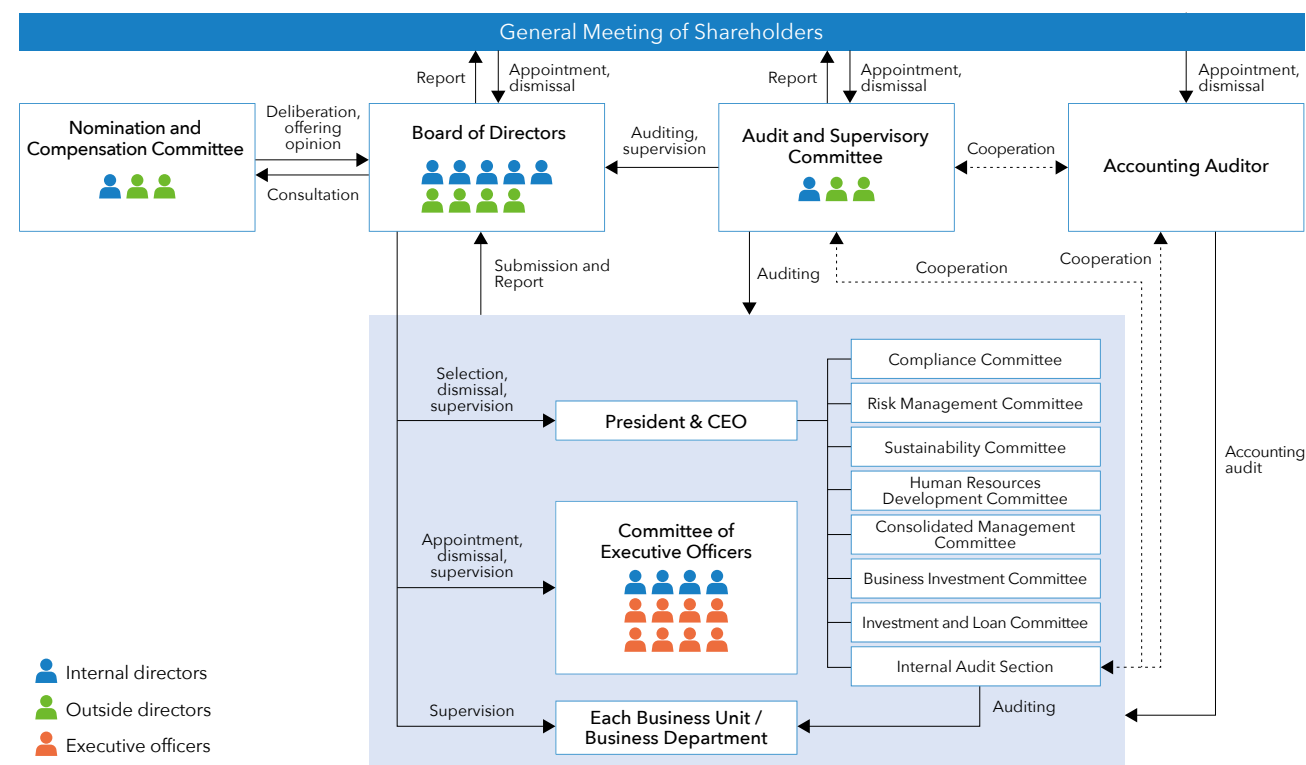 General Meeting of Shareholders
Report
Appointment,
dismissal
Report
Appointment,
dismissal
Appointment,
dismissal
Nomination and
Compensation Committee
Deliberation,
offering
opinion
Consultation
Board of Directors
Auditing,
supervision
Audit and Supervisory
Committee
Cooperation
Accounting Auditor
Submission and
Report
Auditing
Cooperation
Cooperation
Selection,
dismissal,
supervision
President & CEO
Compliance Committee
Risk Management Committee
Sustainability Committee
Human Resources
Development Committee
Consolidated Management
Committee
Business Investment Committee
Investment and Loan Committee
Internal Audit Section
Accounting
audit
Appointment,
dismissal,
supervision
Committee of
Executive Officers
Supervision
Each Business Unit /
Business Department
Auditing
Internal directors
Outside directors
Executive officers